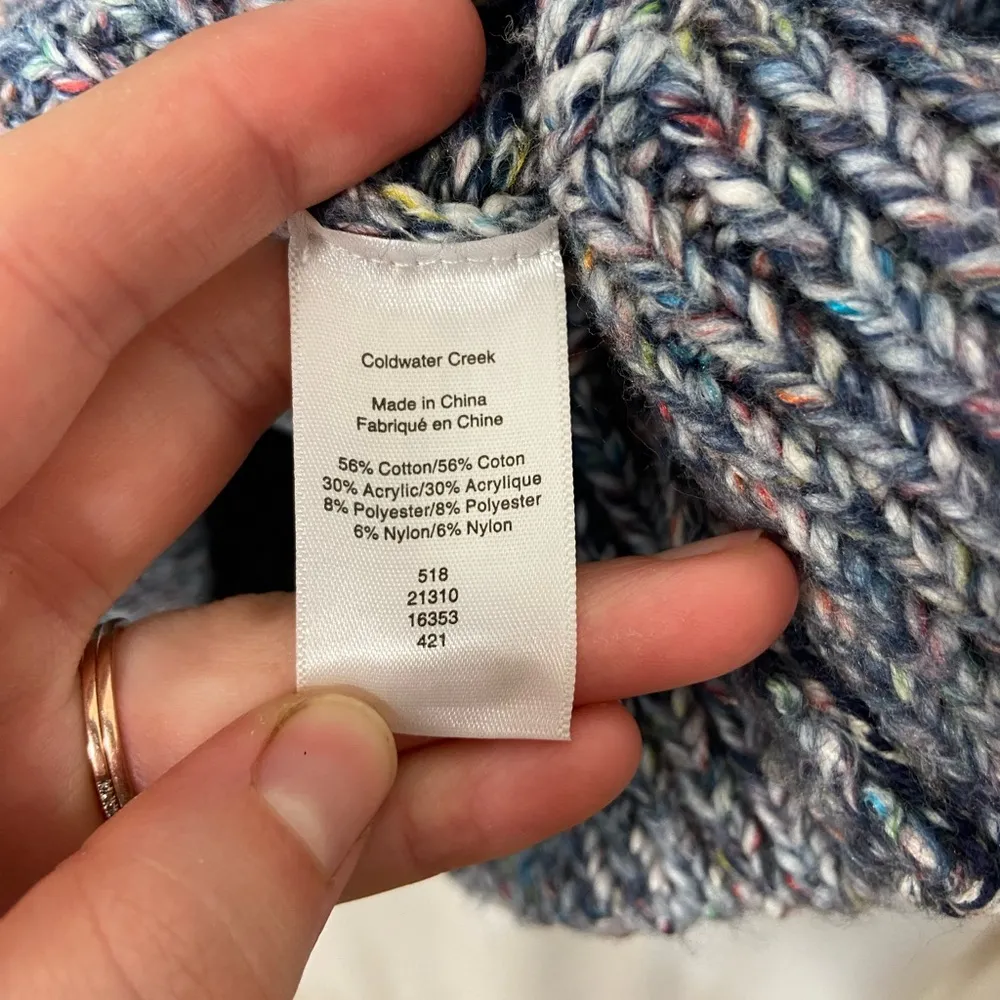 Coldwater Creek
Made in China
Fabriqué en Chine
56% Cotton/56% Coton
30% Acrylic/30% Acrylique
8% Polyester/8% Polyester
6% Nylon/6% Nylon
518
21310
16353
421